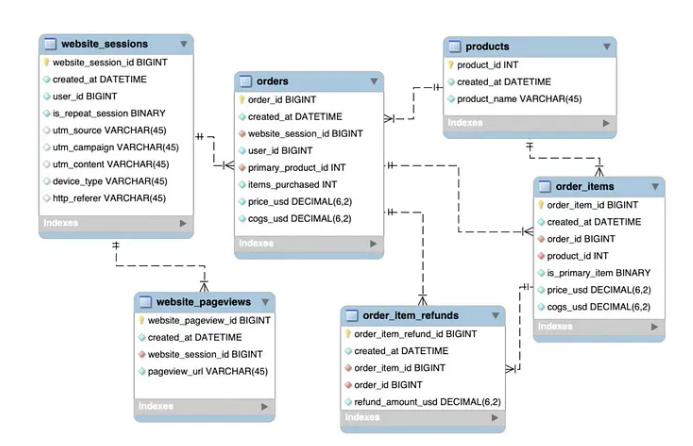 website_sessions
website_session_id BIGINT
created_at DATETIME
user_id BIGINT
is_repeat_session BINARY
utm_source VARCHAR(45)
utm_campaign VARCHAR(45)
utm_content VARCHAR(45)
device_type VARCHAR(45)
http_referer VARCHAR(45)
Indexes
orders
order_id BIGINT
created_at DATETIME
website_session_id BIGINT
user_id BIGINT
primary_product_id INT
items_purchased INT
price_usd DECIMAL(6,2)
cogs_usd DECIMAL(6,2)
Indexes
products
product_id INT
created_at DATETIME
product_name VARCHAR(45)
Indexes
order_items
order_item_id BIGINT
created_at DATETIME
order_id BIGINT
product_id INT
is_primary_item BINARY
price_usd DECIMAL(6,2)
cogs_usd DECIMAL(6,2)
Indexes
website_pageviews
website_pageview_id BIGINT
created_at DATETIME
website_session_id BIGINT
pageview_url VARCHAR(45)
Indexes
order_item_refunds
order_item_refund_id BIGINT
created_at DATETIME
order_item_id BIGINT
order_id BIGINT
refund_amount_usd DECIMAL(6,2)
Indexes